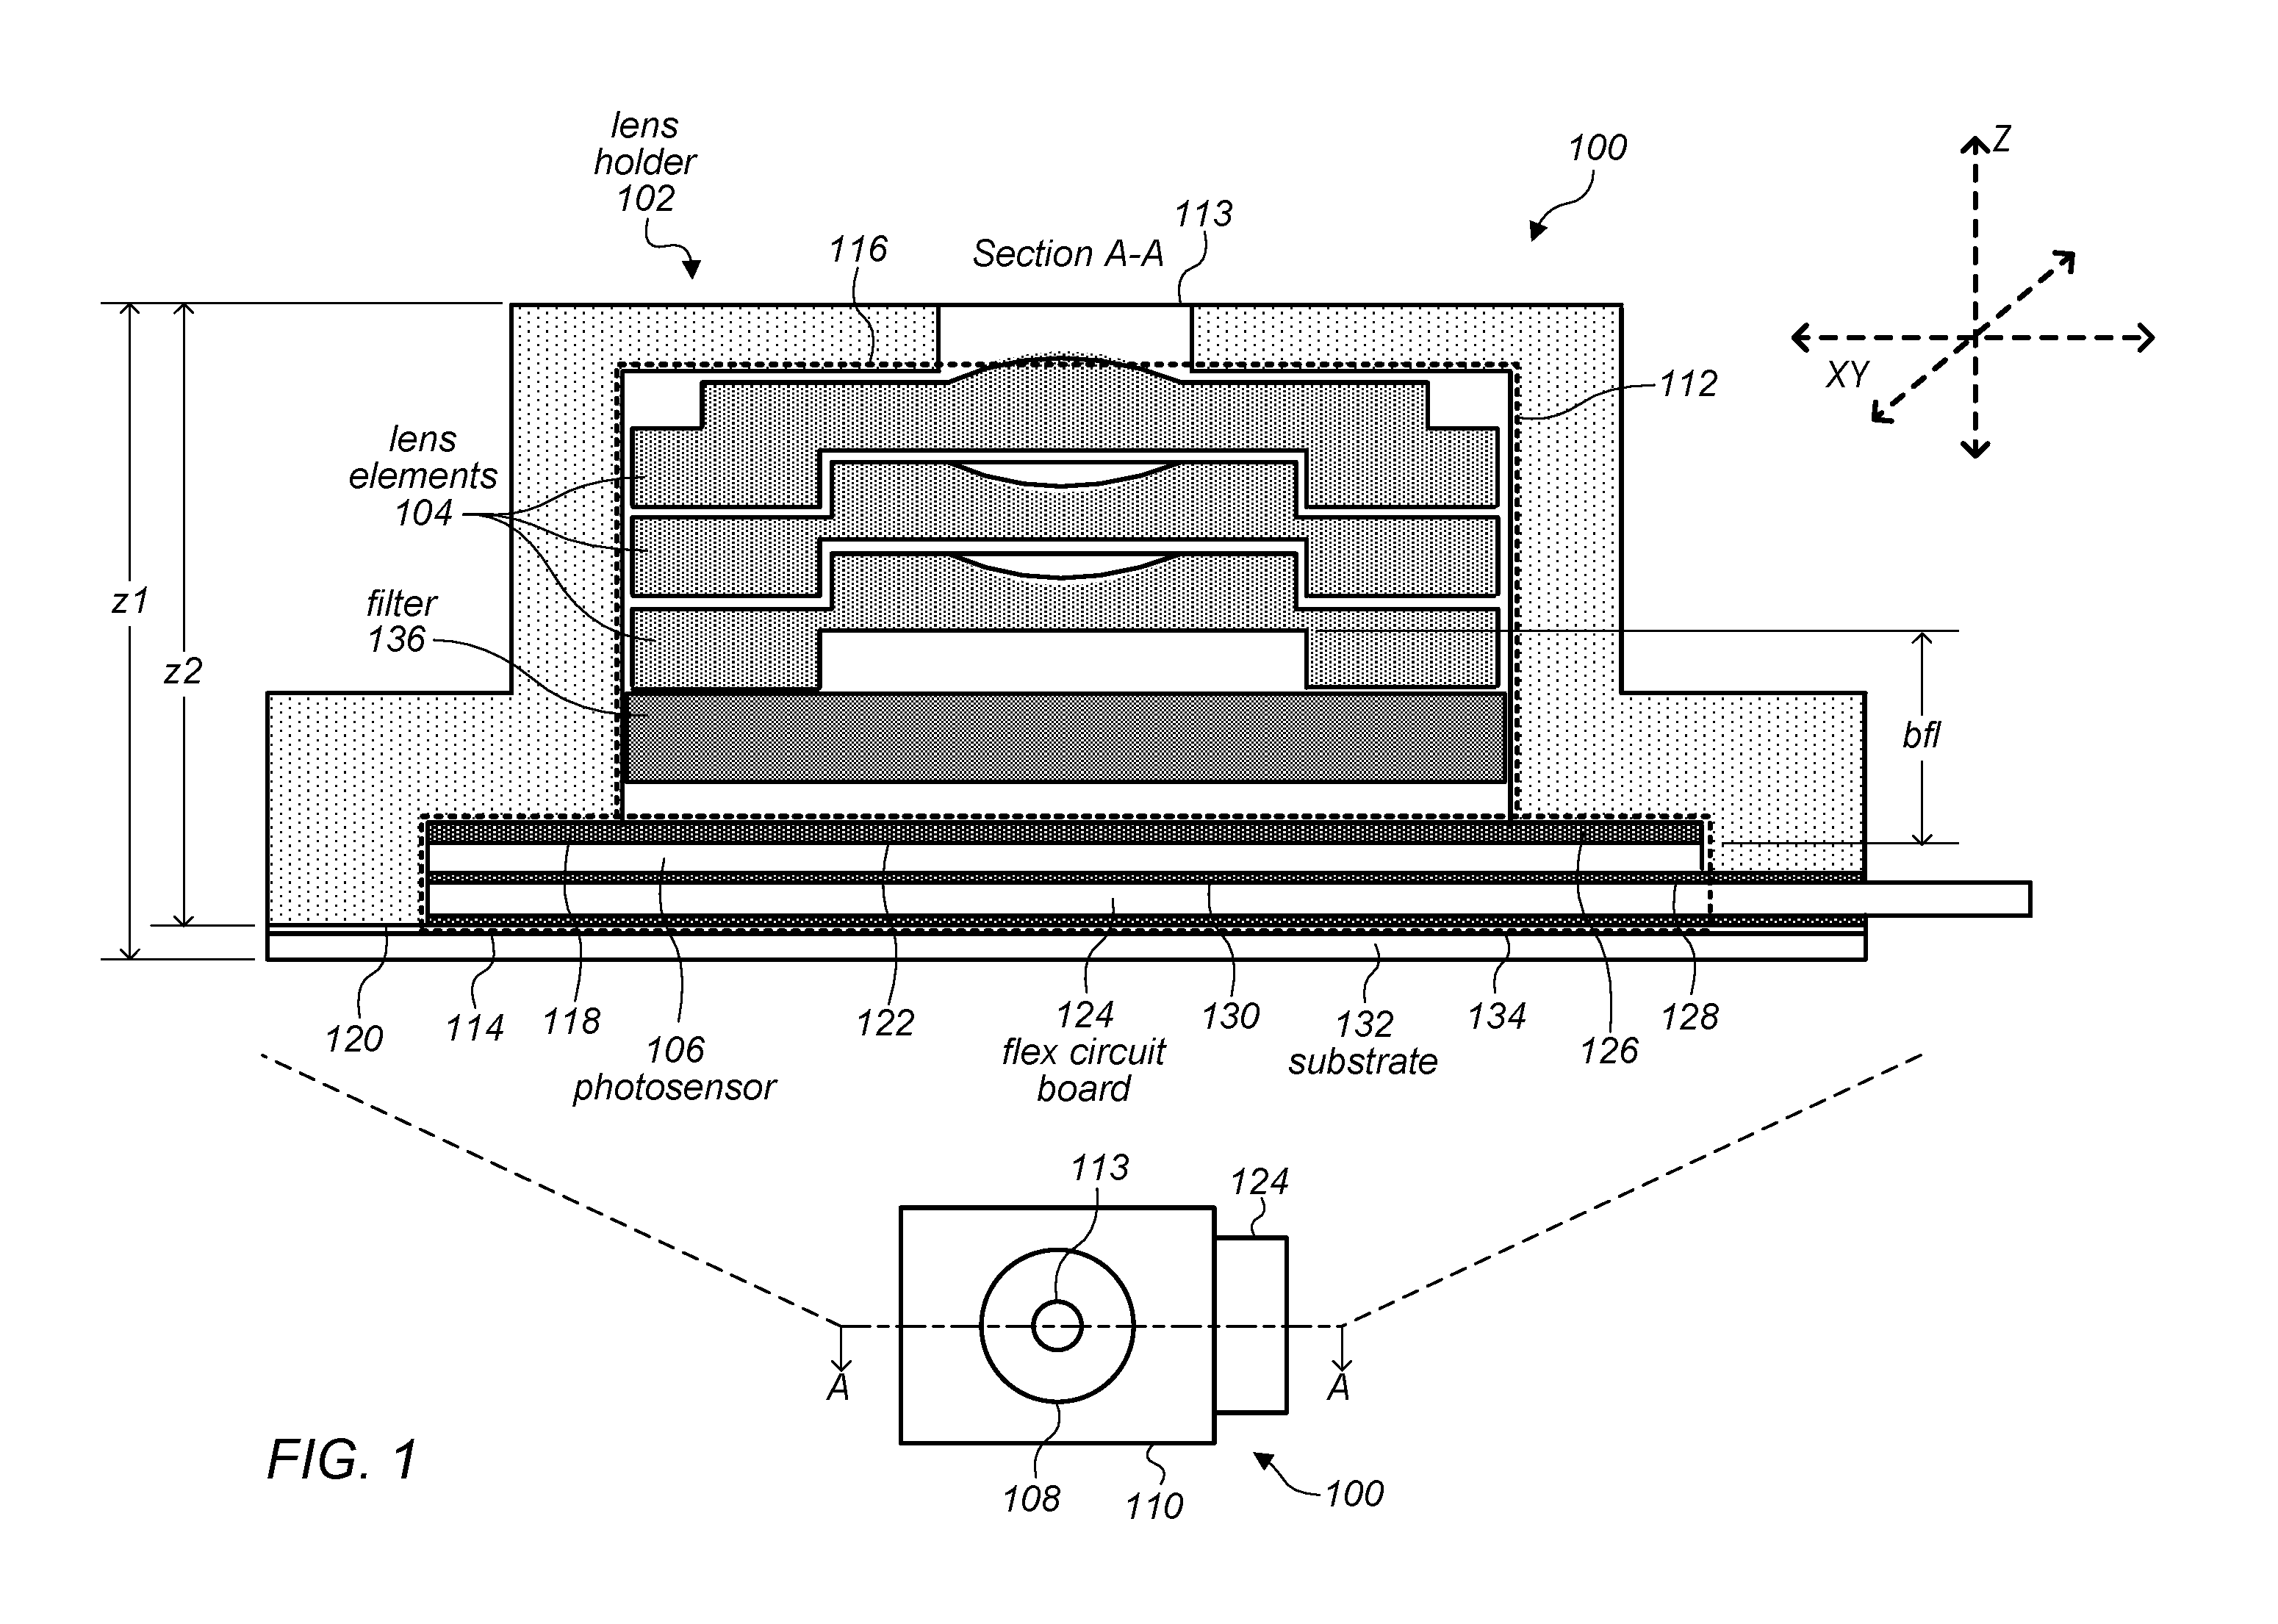 lens
holder
102
116
Section A-A
113
100
Z
XY
112
lens
elements
104
filter
136
z1
z2
bfl
120
114
118
106
photosensor
122
124
flex circuit
board
130
132
substrate
134
126
128
113
124
A
A
108
110
100
FIG. 1